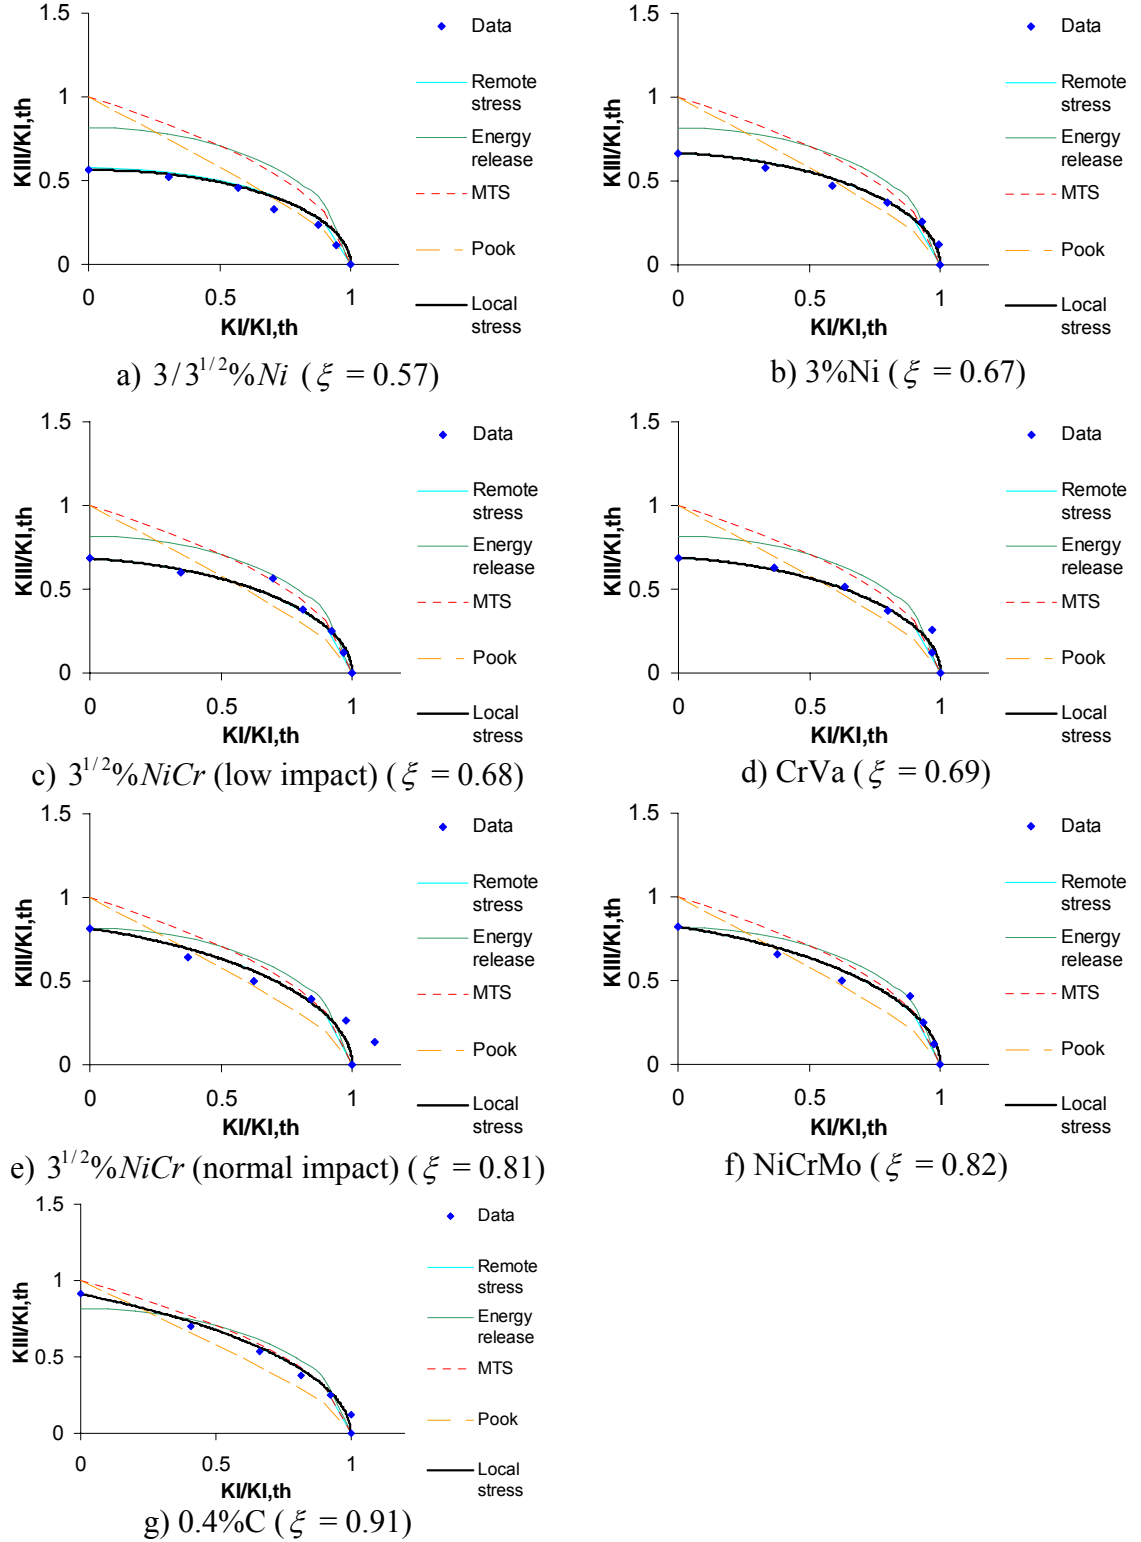 1.5
1
0.5
0
KIII/KI,th
0
0.5
1
KI/KI,th
Data
Remote
stress
Energy
release
MTS
Pook
Local
stress
a) 3/3^{1/2}%Ni (ξ = 0.57)
1.5
1
0.5
0
KIII/KI,th
0
0.5
1
KI/KI,th
Data
Remote
stress
Energy
release
MTS
Pook
Local
stress
b) 3%Ni (ξ = 0.67)
1.5
1
0.5
0
KIII/KI,th
0
0.5
1
KI/KI,th
Data
Remote
stress
Energy
release
MTS
Pook
Local
stress
c) 3^{1/2}%NiCr (low impact) (ξ = 0.68)
1.5
1
0.5
0
KIII/KI,th
0
0.5
1
KI/KI,th
Data
Remote
stress
Energy
release
MTS
Pook
Local
stress
d) CrVa (ξ = 0.69)
1.5
1
0.5
0
KIII/KI,th
0
0.5
1
KI/KI,th
Data
Remote
stress
Energy
release
MTS
Pook
Local
stress
e) 3^{1/2}%NiCr (normal impact) (ξ = 0.81)
1.5
1
0.5
0
KIII/KI,th
0
0.5
1
KI/KI,th
Data
Remote
stress
Energy
release
MTS
Pook
Local
stress
f) NiCrMo (ξ = 0.82)
1.5
1
0.5
0
KIII/KI,th
0
0.5
1
KI/KI,th
Data
Remote
stress
Energy
release
MTS
Pook
Local
stress
g) 0.4%C (ξ = 0.91)